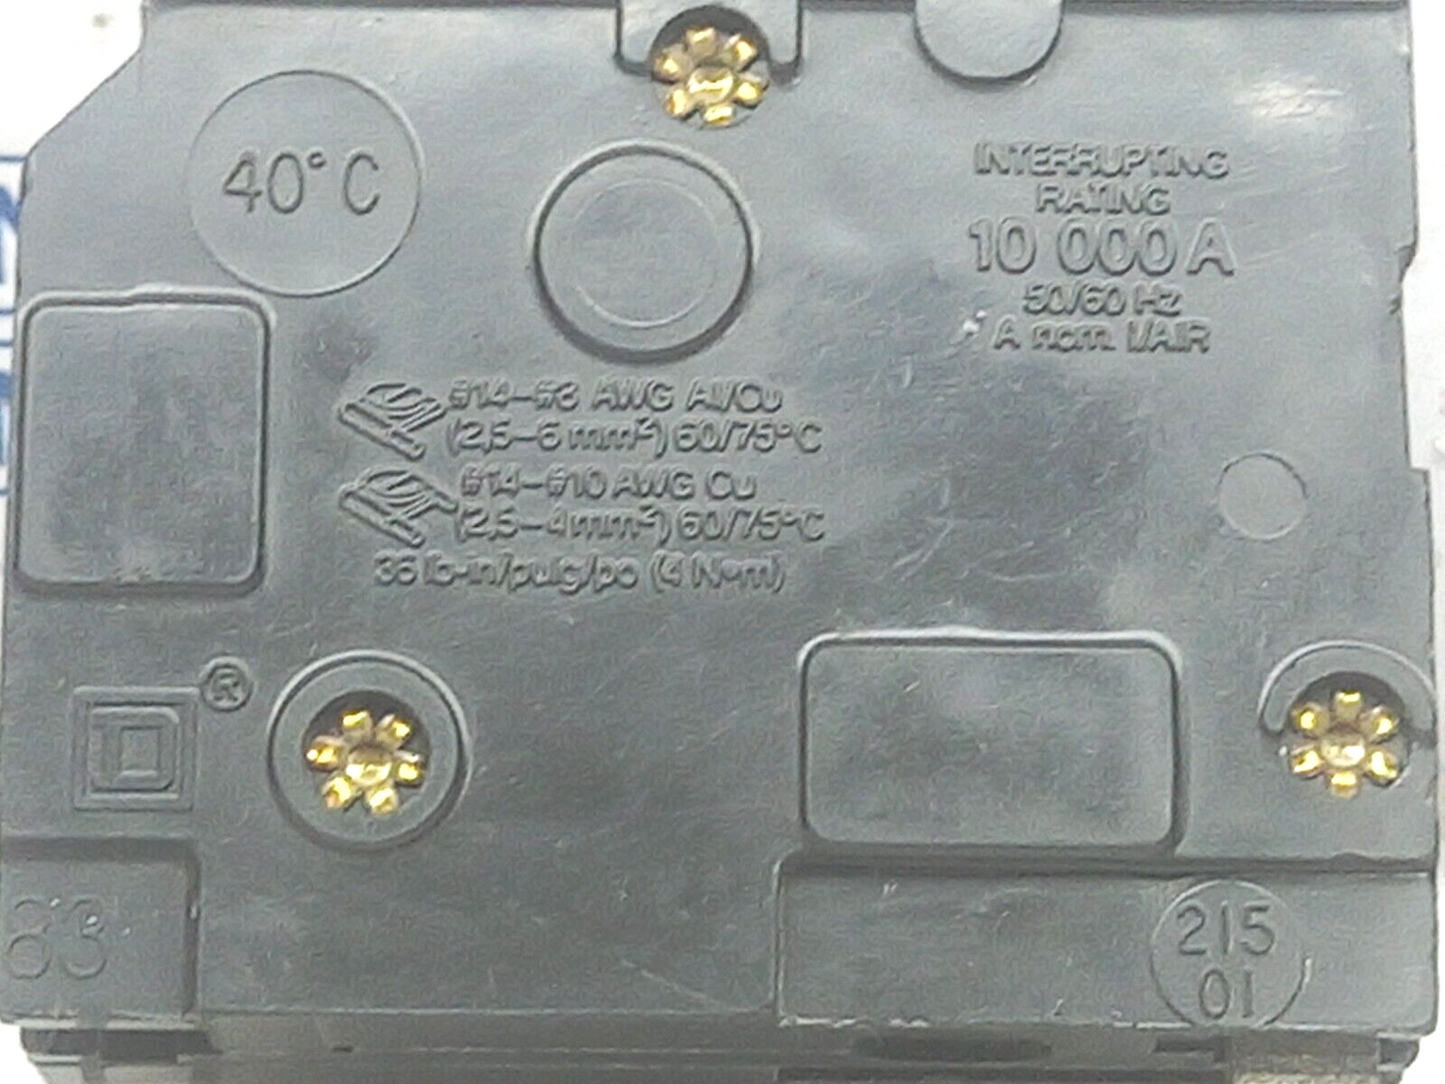 40° C
INTERRUPTING
RATING
10 000 A
50/60 Hz
A nom. I/AIR
#14–#8 AWG Al/Cu
(2,5–6 mm²) 60/75°C
#14–#10 AWG Cu
(2,5–4 mm²) 60/75°C
36 lb-in/pulg/po (4 N•m)
D ®
83
215
01